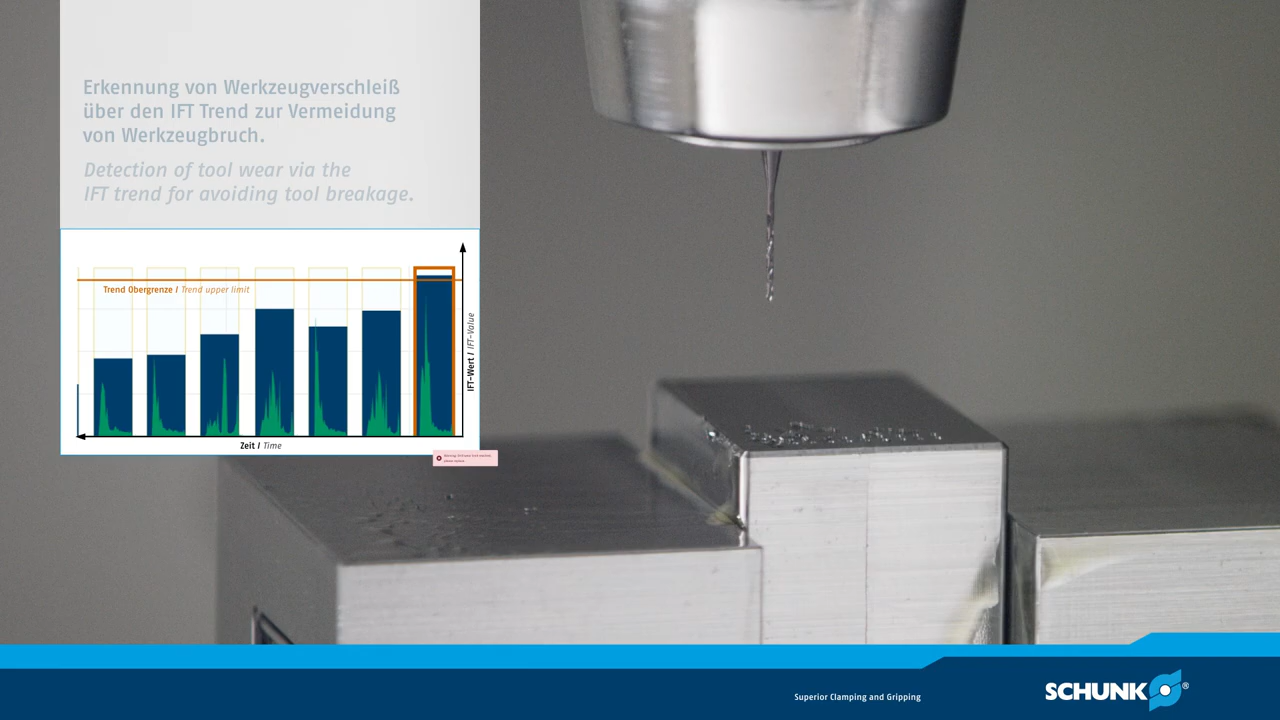 Erkennung von Werkzeugverschleiß
über den IFT Trend zur Vermeidung
von Werkzeugbruch.
Detection of tool wear via the
IFT trend for avoiding tool breakage.
Trend Obergrenze / Trend upper limit
IFT-Wert / IFT-Value
Zeit / Time
Superior Clamping and Gripping
SCHUNK ®